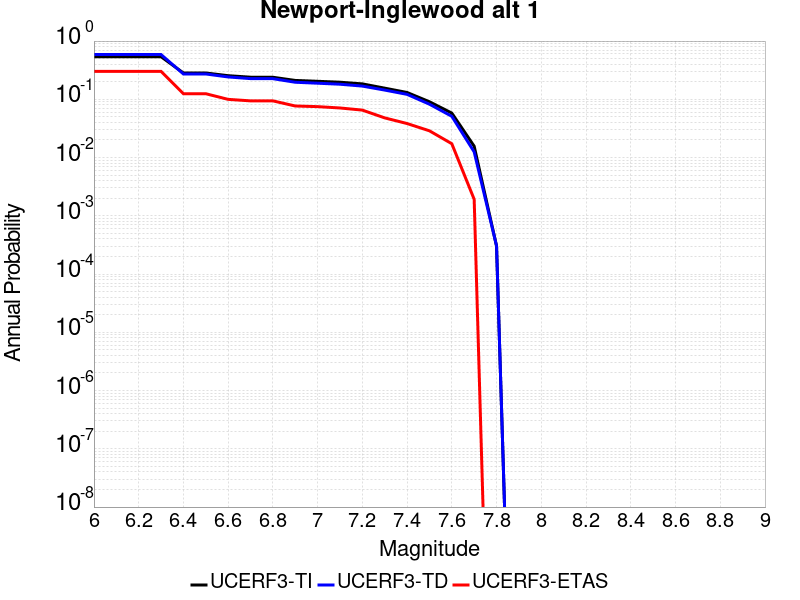 Newport-Inglewood alt 1
10^0
10^-1
10^-2
10^-3
10^-4
10^-5
10^-6
10^-7
10^-8
Annual Probability
6 6.2 6.4 6.6 6.8 7 7.2 7.4 7.6 7.8 8 8.2 8.4 8.6 8.8 9
Magnitude
UCERF3-TI UCERF3-TD UCERF3-ETAS